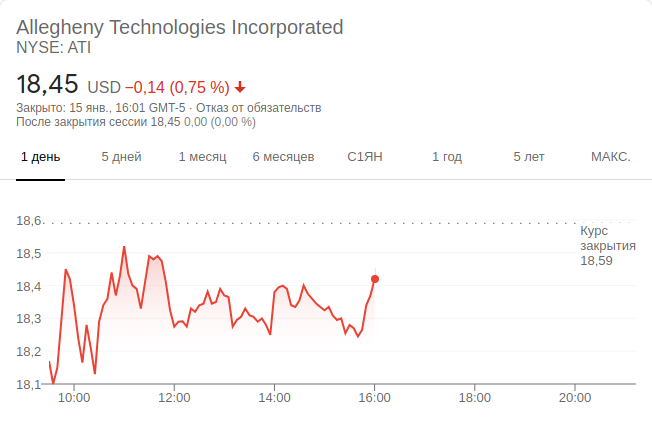 Allegheny Technologies Incorporated
NYSE: ATI
18,45 USD −0,14 (0,75 %)
Закрыто: 15 янв., 16:01 GMT-5 · Отказ от обязательств
После закрытия сессии 18,45 0,00 (0,00 %)
1 день 5 дней 1 месяц 6 месяцев С1ЯН 1 год 5 лет МАКС.
18,6
Курс
закрытия
18,59
18,5
18,4
18,3
18,2
18,1
10:00 12:00 14:00 16:00 18:00 20:00